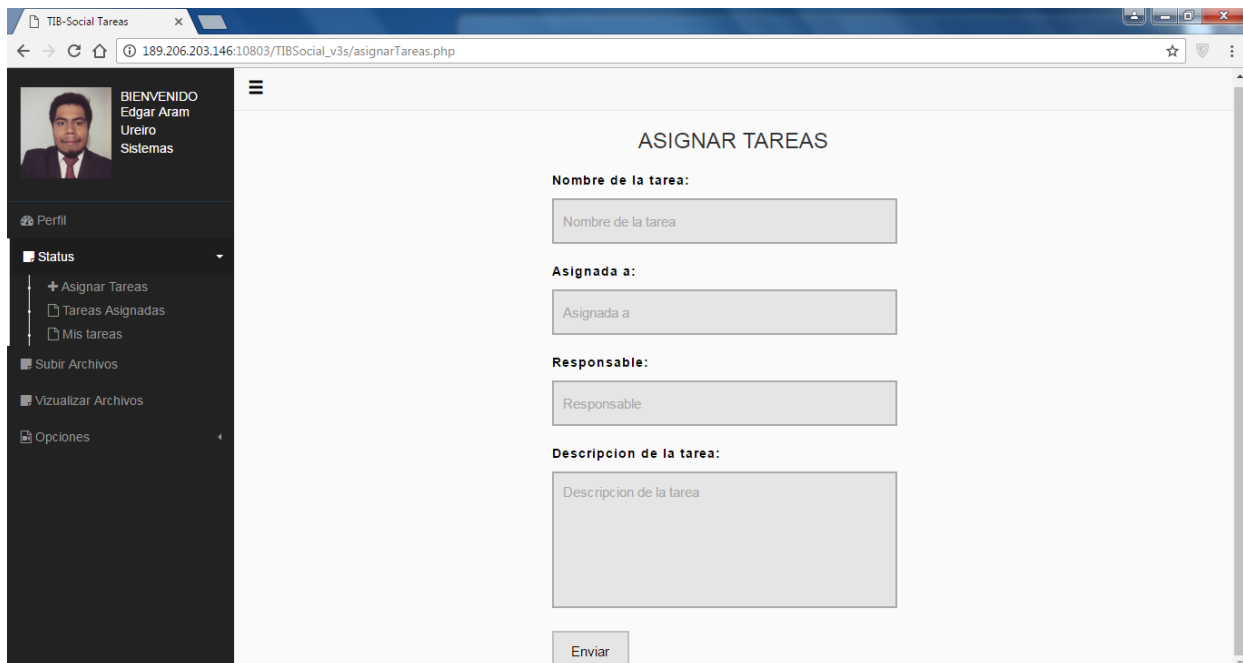 TIB-Social Tareas
189.206.203.146:10803/TIBSocial_v3s/asignarTareas.php
BIENVENIDO
Edgar Aram
Ureiro
Sistemas
Perfil
Status
Asignar Tareas
Tareas Asignadas
Mis tareas
Subir Archivos
Vizualizar Archivos
Opciones
ASIGNAR TAREAS
Nombre de la tarea:
Nombre de la tarea
Asignada a:
Asignada a
Responsable:
Responsable
Descripcion de la tarea:
Descripcion de la tarea
Enviar